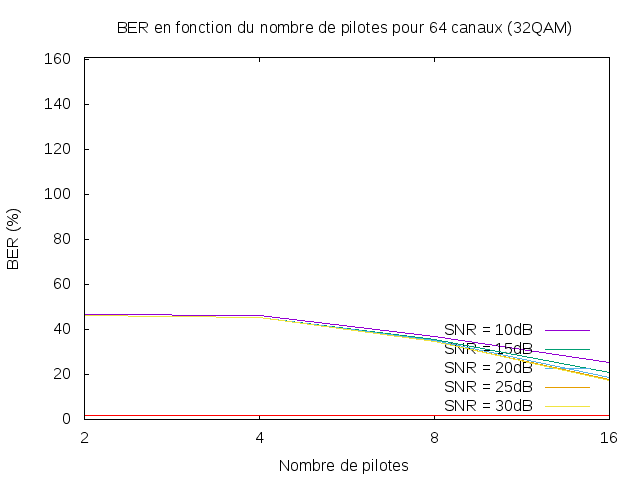 BER en fonction du nombre de pilotes pour 64 canaux (32QAM)
160
140
120
100
80
60
40
20
0
BER (%)
SNR = 10dB
SNR = 15dB
SNR = 20dB
SNR = 25dB
SNR = 30dB
2 4 8 16
Nombre de pilotes